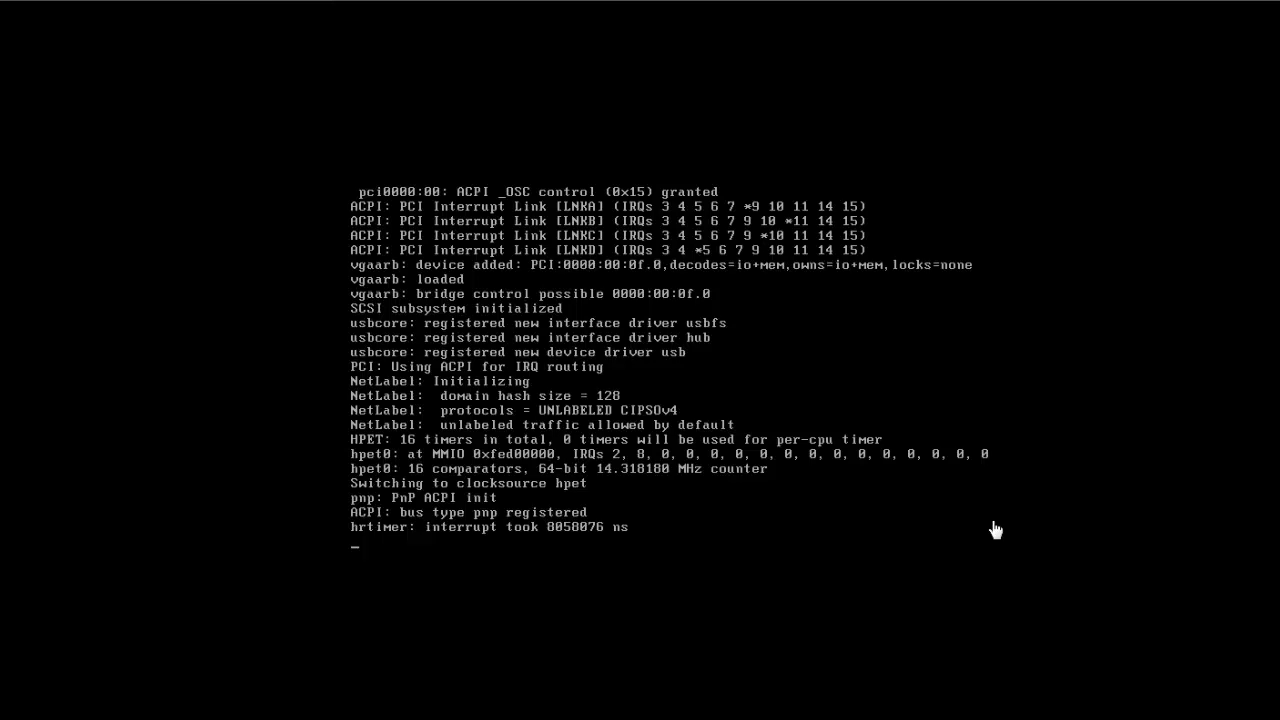 pci0000:00: ACPI _OSC control (0x15) granted
ACPI: PCI Interrupt Link [LNKA] (IRQs 3 4 5 6 7 *9 10 11 14 15)
ACPI: PCI Interrupt Link [LNKB] (IRQs 3 4 5 6 7 9 10 *11 14 15)
ACPI: PCI Interrupt Link [LNKC] (IRQs 3 4 5 6 7 9 *10 11 14 15)
ACPI: PCI Interrupt Link [LNKD] (IRQs 3 4 *5 6 7 9 10 11 14 15)
vgaarb: device added: PCI:0000:00:0f.0,decodes=io+mem,owns=io+mem,locks=none
vgaarb: loaded
vgaarb: bridge control possible 0000:00:0f.0
SCSI subsystem initialized
usbcore: registered new interface driver usbfs
usbcore: registered new interface driver hub
usbcore: registered new device driver usb
PCI: Using ACPI for IRQ routing
NetLabel: Initializing
NetLabel:  domain hash size = 128
NetLabel:  protocols = UNLABELED CIPSOv4
NetLabel:  unlabeled traffic allowed by default
HPET: 16 timers in total, 0 timers will be used for per-cpu timer
hpet0: at MMIO 0xfed00000, IRQs 2, 8, 0, 0, 0, 0, 0, 0, 0, 0, 0, 0, 0, 0, 0, 0
hpet0: 16 comparators, 64-bit 14.318180 MHz counter
Switching to clocksource hpet
pnp: PnP ACPI init
ACPI: bus type pnp registered
hrtimer: interrupt took 8058076 ns
_